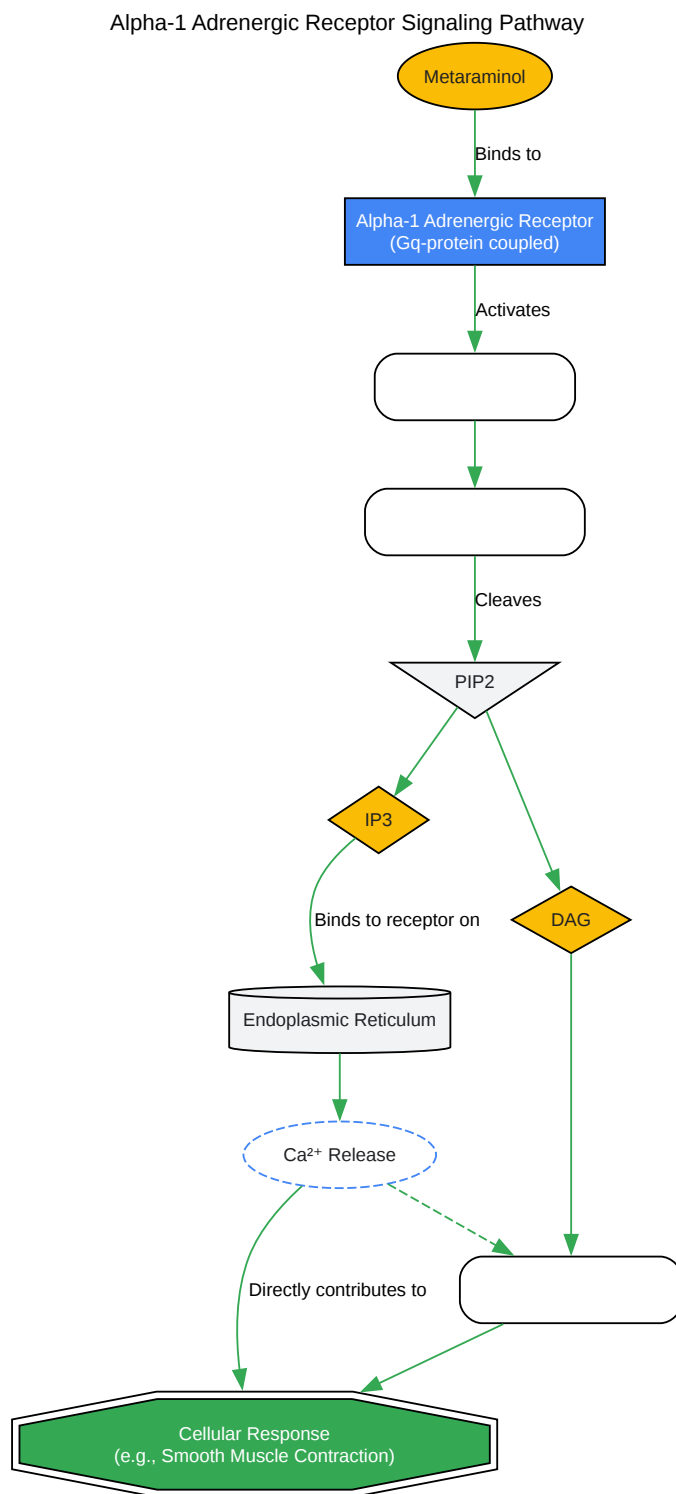 Alpha-1 Adrenergic Receptor Signaling Pathway
Metaraminol
Binds to
Alpha-1 Adrenergic Receptor
(Gq-protein coupled)
Activates
Cleaves
PIP2
IP3
DAG
Binds to receptor on
Endoplasmic Reticulum
Ca²⁺ Release
Directly contributes to
Cellular Response
(e.g., Smooth Muscle Contraction)